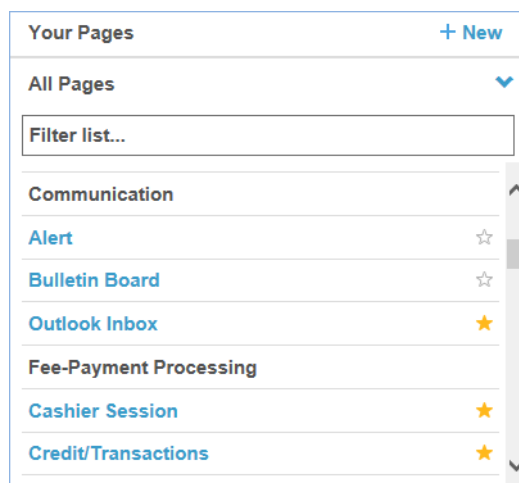 Your Pages + New
All Pages
Filter list...
Communication
Alert
Bulletin Board
Outlook Inbox
Fee-Payment Processing
Cashier Session
Credit/Transactions